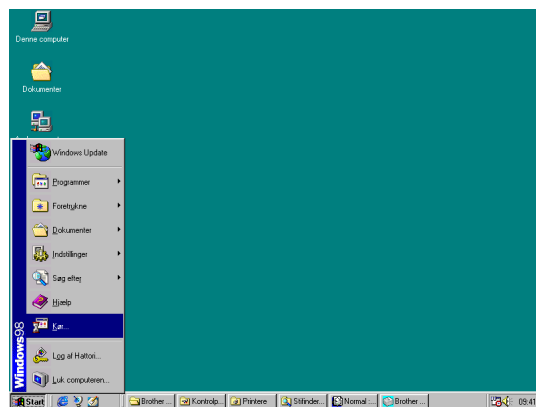 Denne computer
Dokumenter
Windows Update
Programmer
Foretrukne
Dokumenter
Indstillinger
Søg efter
Hjælp
Kør...
Log af Hattori...
Luk computeren...
Windows98
Start
Brother ...
Kontrolp...
Printere
Stifinder...
Normal :...
Brother ...
09:41